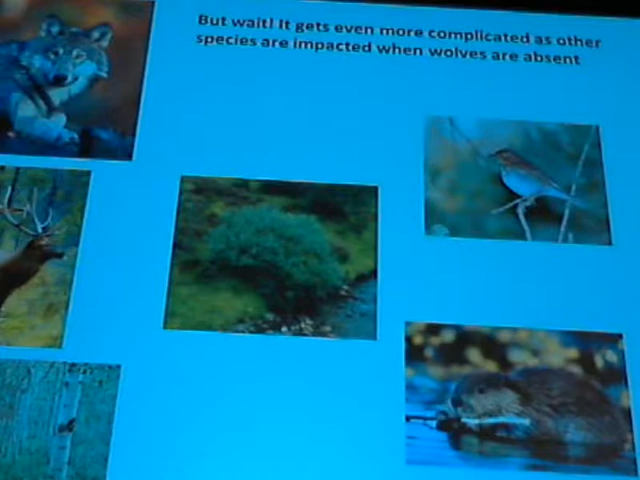 But wait! It gets even more complicated as other
species are impacted when wolves are absent